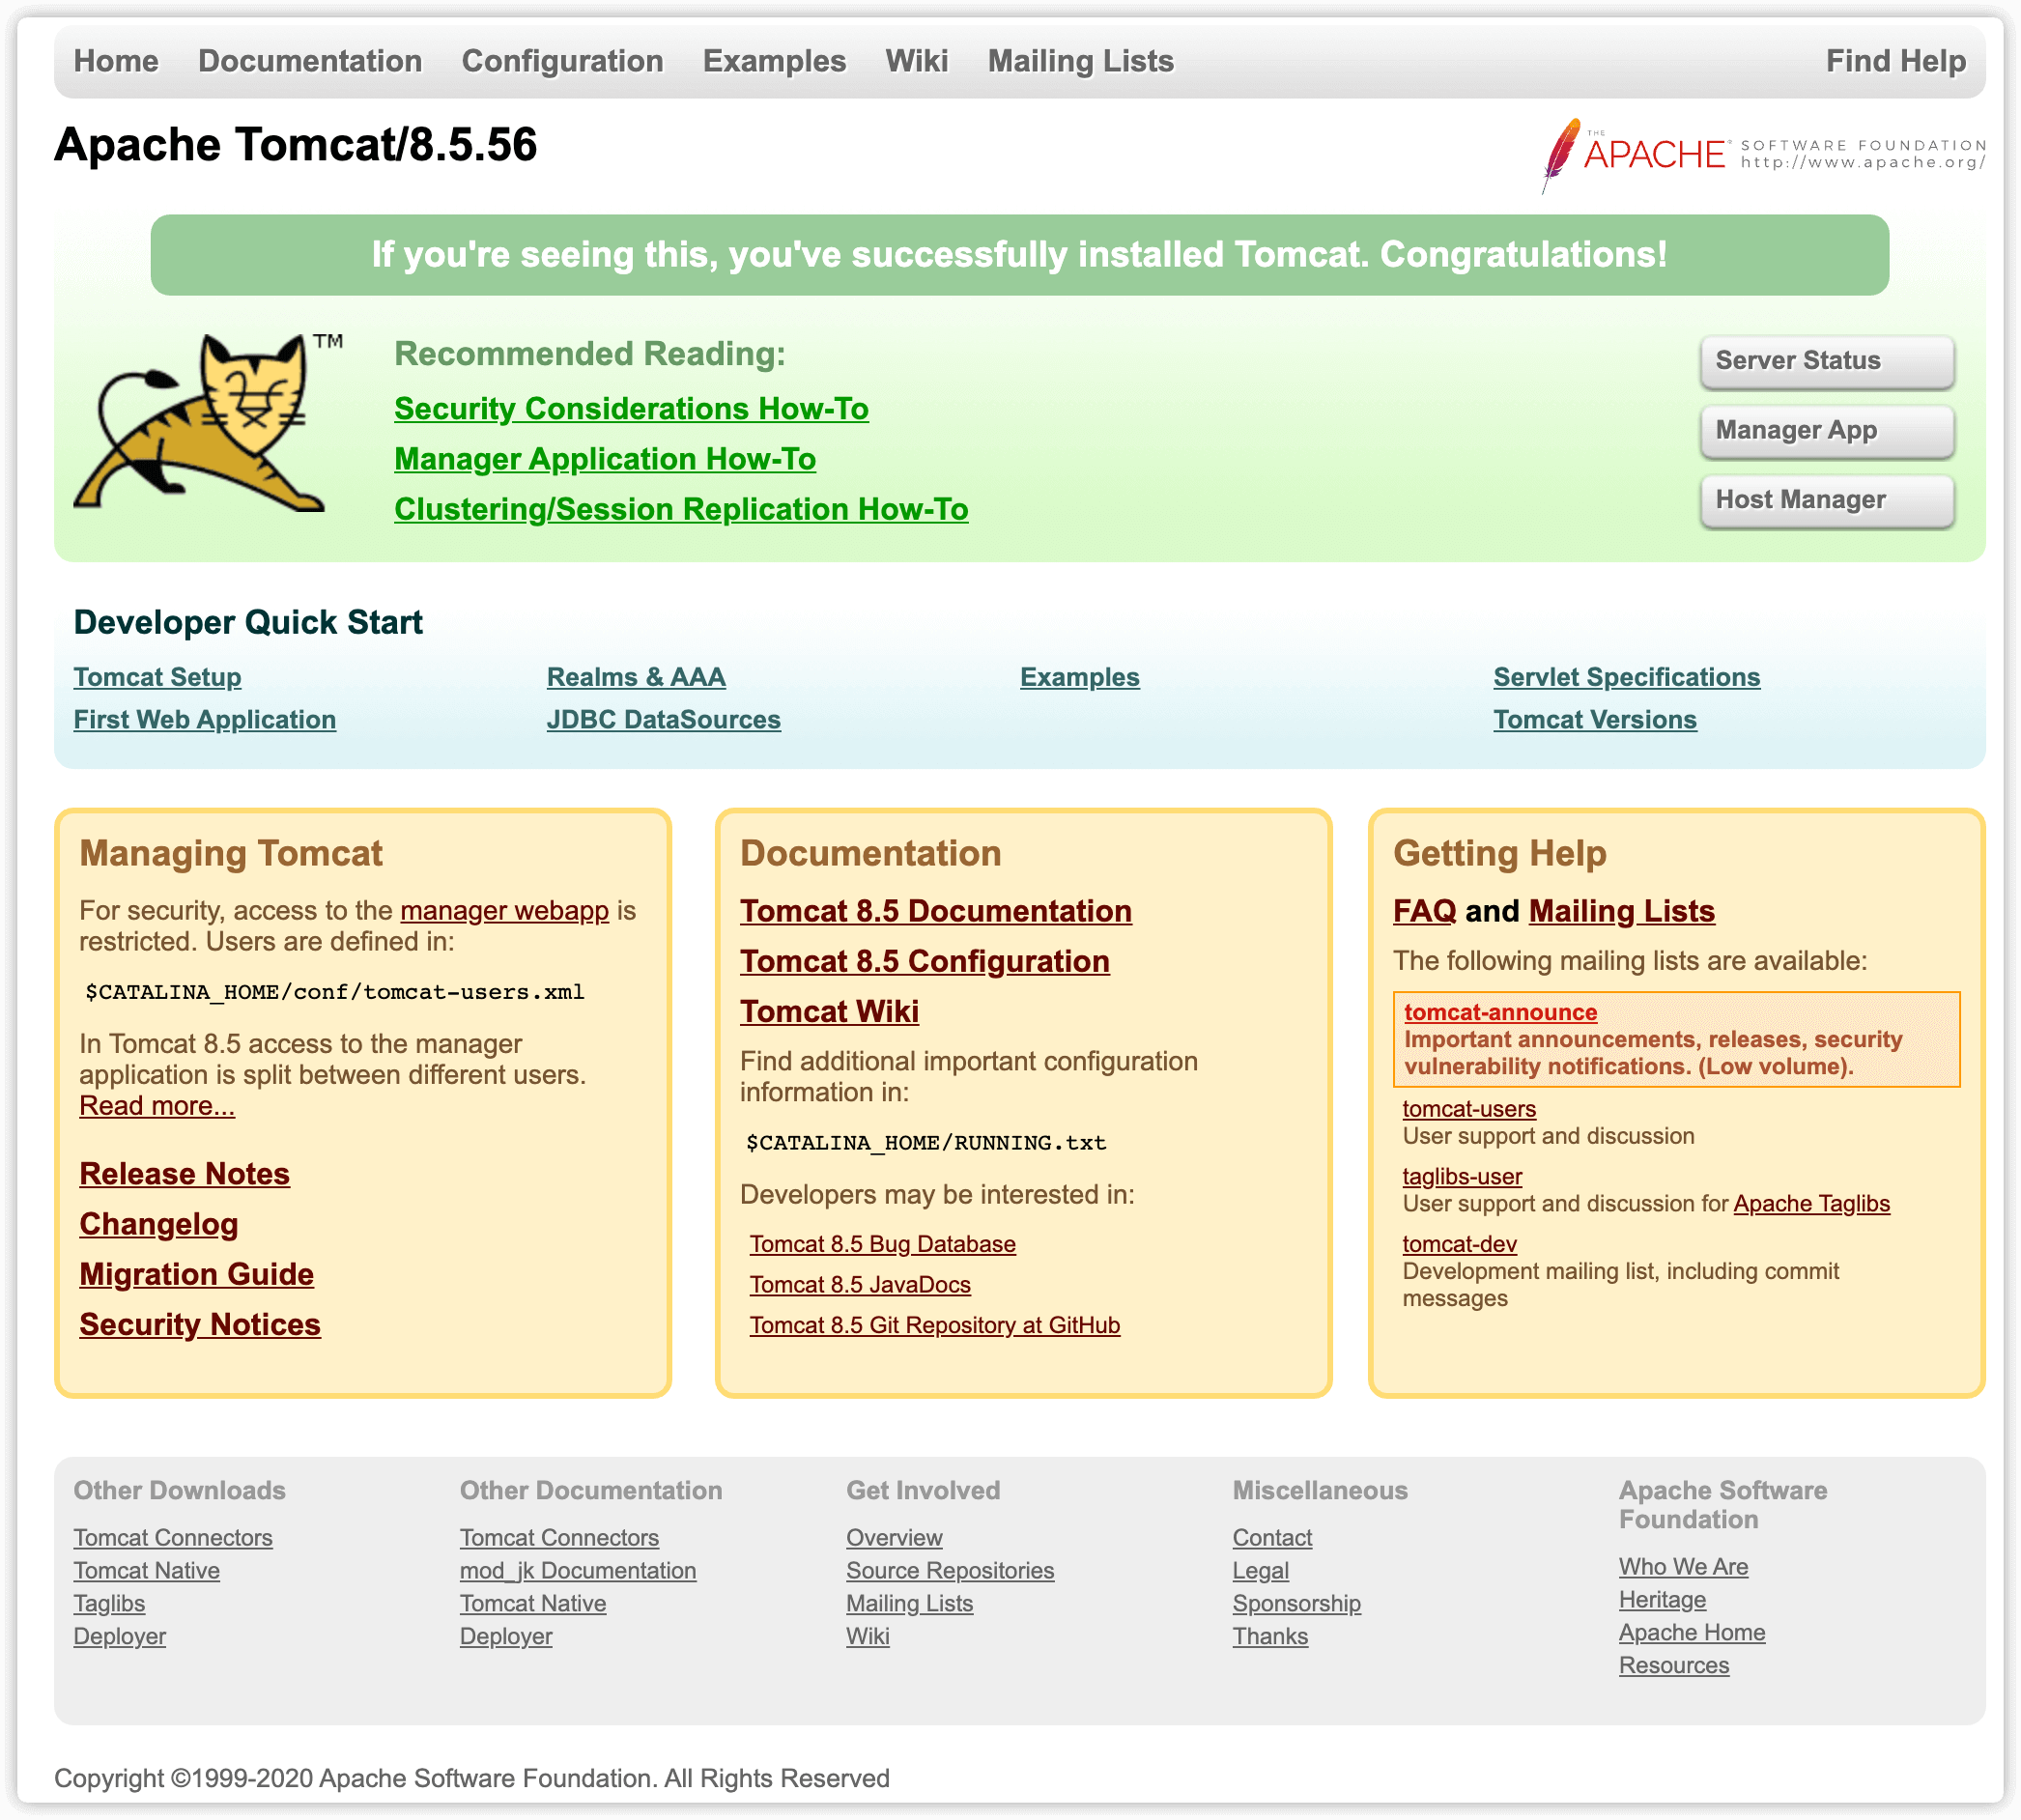 Home Documentation Configuration Examples Wiki Mailing Lists Find Help
Apache Tomcat/8.5.56
THE APACHE® SOFTWARE FOUNDATION
http://www.apache.org/
If you're seeing this, you've successfully installed Tomcat. Congratulations!
TM
Recommended Reading:
Security Considerations How-To
Manager Application How-To
Clustering/Session Replication How-To
Server Status
Manager App
Host Manager
Developer Quick Start
Tomcat Setup
First Web Application
Realms & AAA
JDBC DataSources
Examples
Servlet Specifications
Tomcat Versions
Managing Tomcat
For security, access to the manager webapp is
restricted. Users are defined in:
$CATALINA_HOME/conf/tomcat-users.xml
In Tomcat 8.5 access to the manager
application is split between different users.
Read more...
Release Notes
Changelog
Migration Guide
Security Notices
Documentation
Tomcat 8.5 Documentation
Tomcat 8.5 Configuration
Tomcat Wiki
Find additional important configuration
information in:
$CATALINA_HOME/RUNNING.txt
Developers may be interested in:
Tomcat 8.5 Bug Database
Tomcat 8.5 JavaDocs
Tomcat 8.5 Git Repository at GitHub
Getting Help
FAQ and Mailing Lists
The following mailing lists are available:
tomcat-announce
Important announcements, releases, security
vulnerability notifications. (Low volume).
tomcat-users
User support and discussion
taglibs-user
User support and discussion for Apache Taglibs
tomcat-dev
Development mailing list, including commit
messages
Other Downloads
Tomcat Connectors
Tomcat Native
Taglibs
Deployer
Other Documentation
Tomcat Connectors
mod_jk Documentation
Tomcat Native
Deployer
Get Involved
Overview
Source Repositories
Mailing Lists
Wiki
Miscellaneous
Contact
Legal
Sponsorship
Thanks
Apache Software
Foundation
Who We Are
Heritage
Apache Home
Resources
Copyright ©1999-2020 Apache Software Foundation. All Rights Reserved